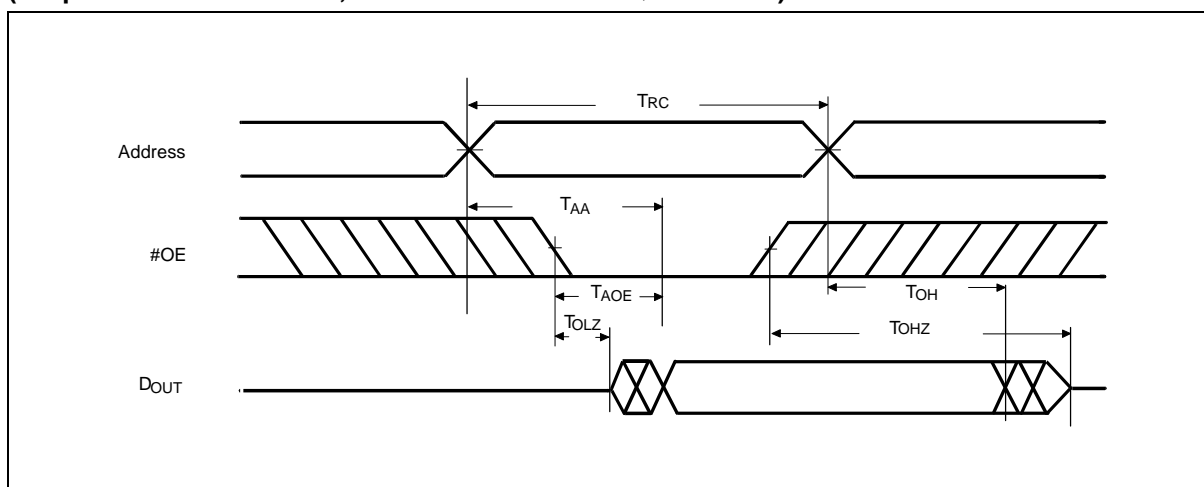 TRC
Address
TAA
#OE
TAOE
TOH
TOLZ
TOHZ
DOUT